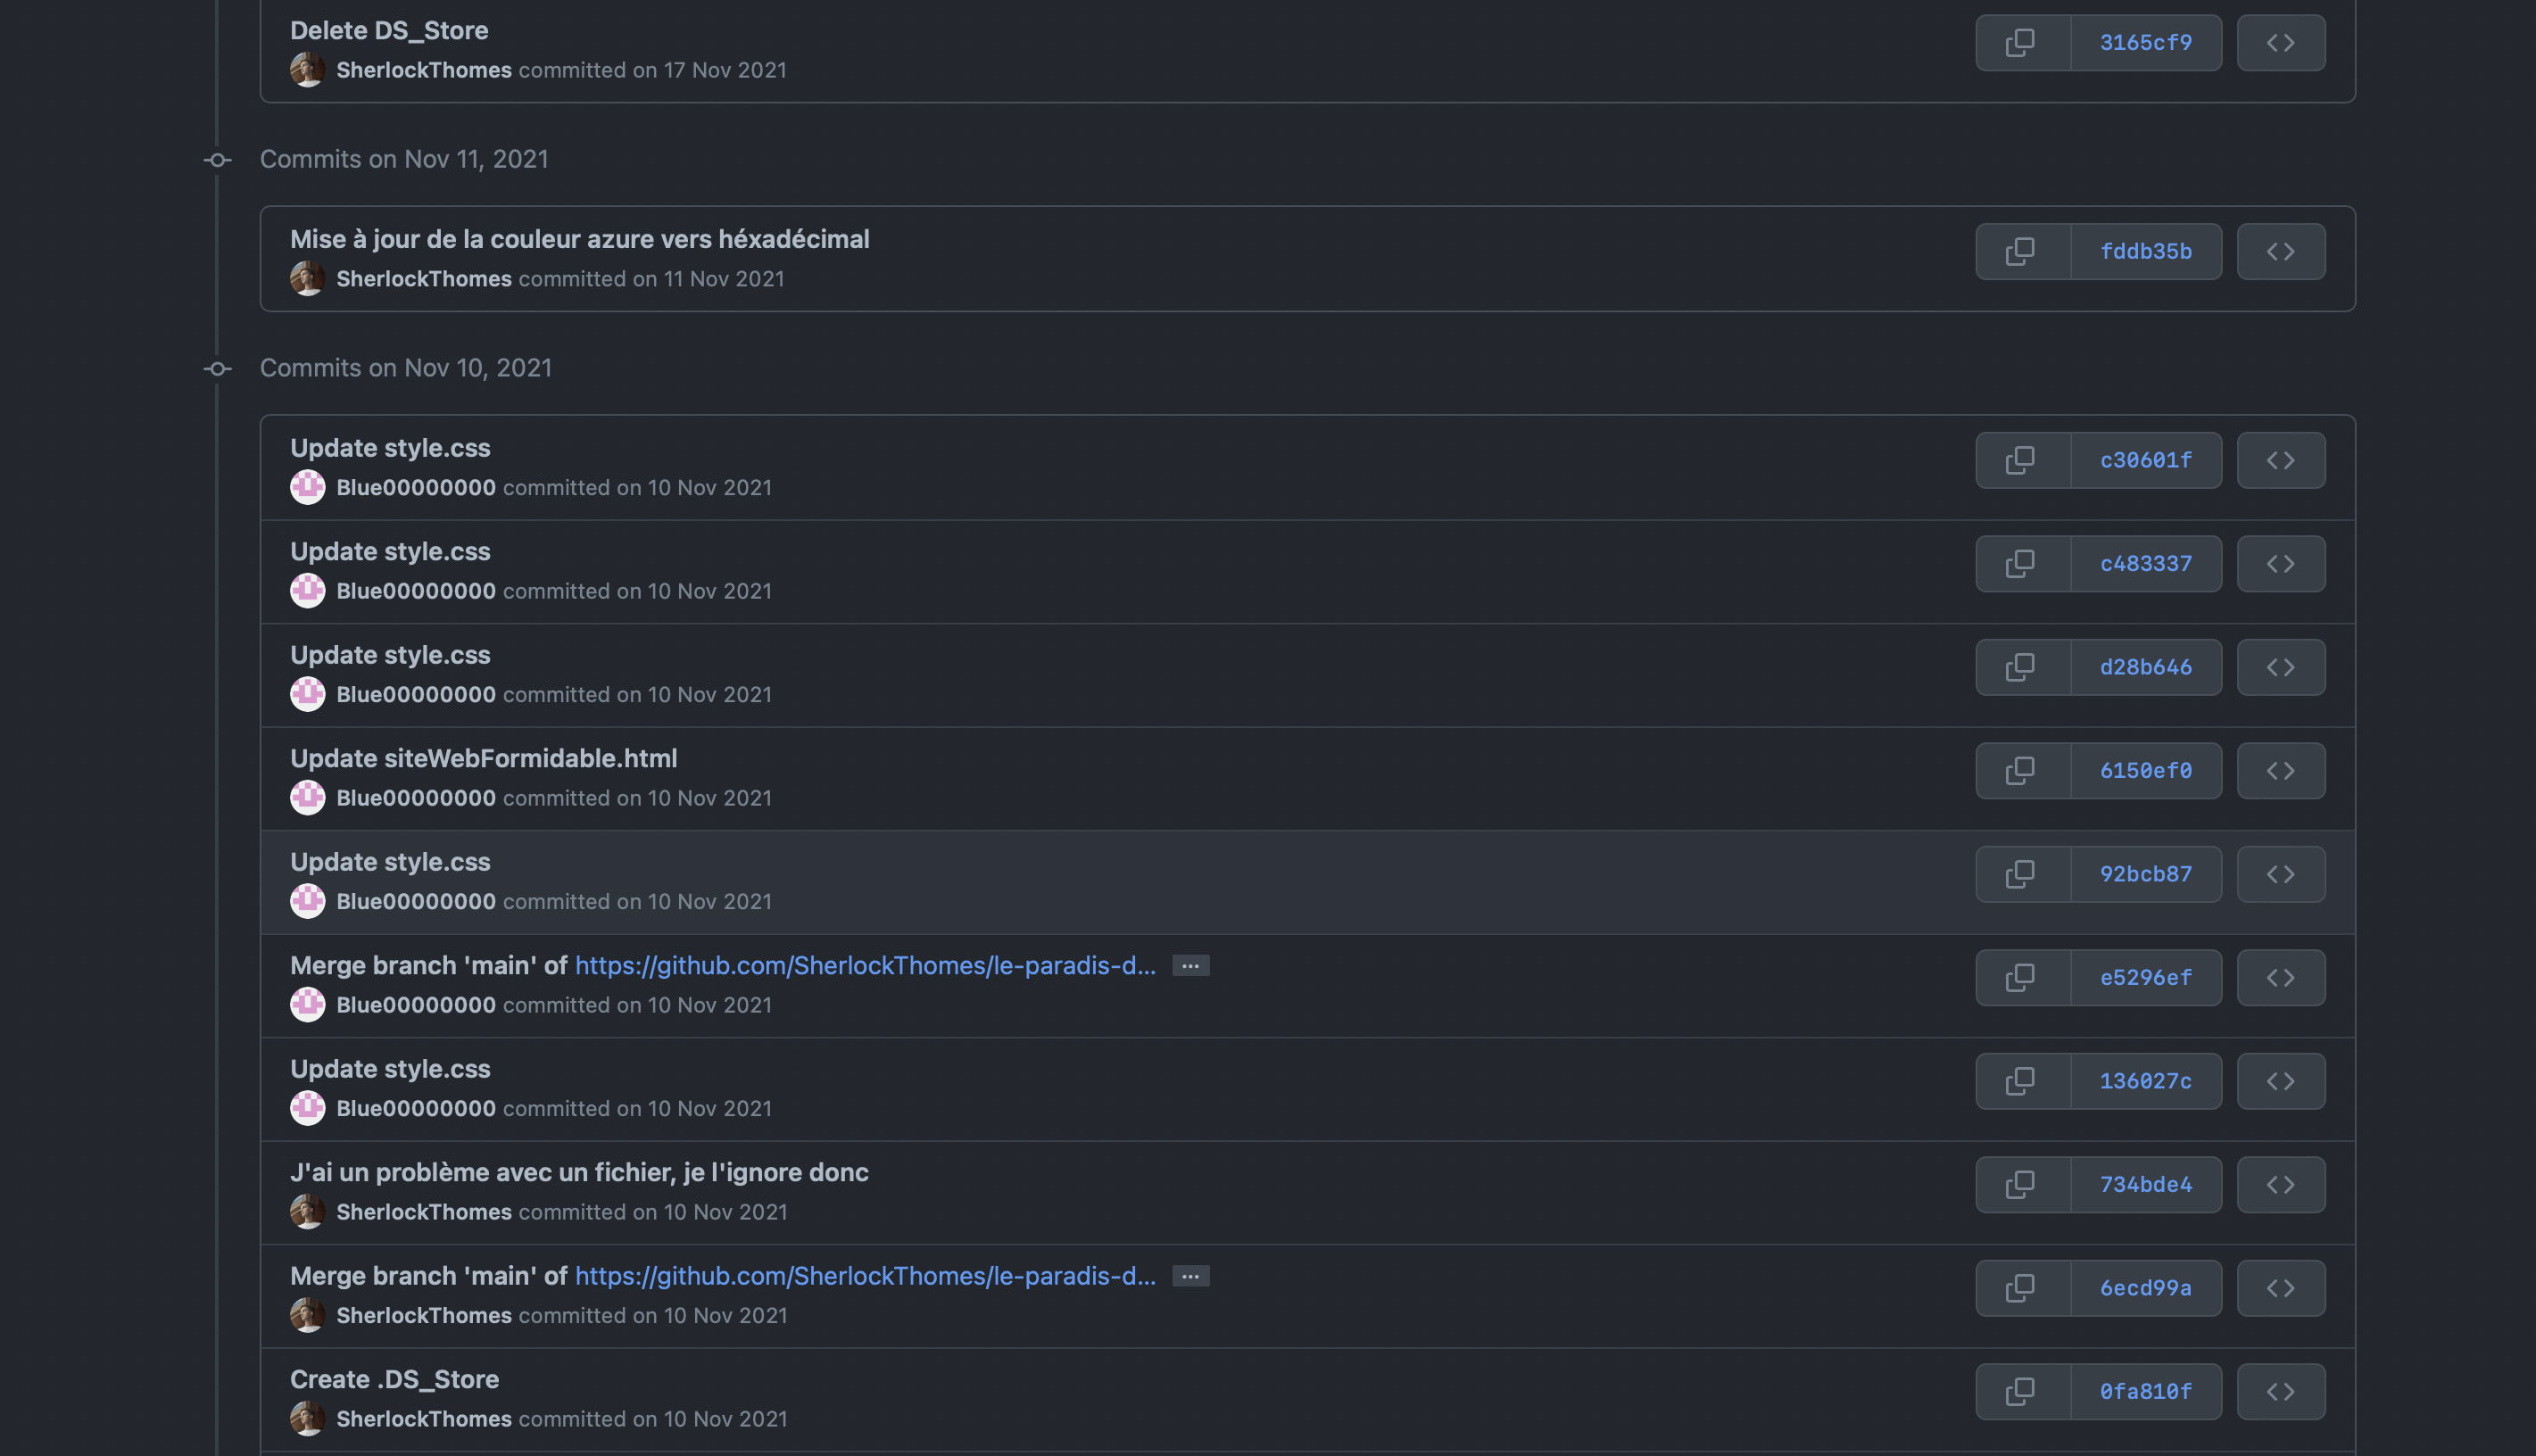 Delete DS_Store
3165cf9
SherlockThomes committed on 17 Nov 2021
Commits on Nov 11, 2021
Mise à jour de la couleur azure vers héxadécimal
fddb35b
SherlockThomes committed on 11 Nov 2021
Commits on Nov 10, 2021
Update style.css
c30601f
Blue00000000 committed on 10 Nov 2021
Update style.css
c483337
Blue00000000 committed on 10 Nov 2021
Update style.css
d28b646
Blue00000000 committed on 10 Nov 2021
Update siteWebFormidable.html
6150ef0
Blue00000000 committed on 10 Nov 2021
Update style.css
92bcb87
Blue00000000 committed on 10 Nov 2021
Merge branch 'main' of https://github.com/SherlockThomes/le-paradis-d... …
e5296ef
Blue00000000 committed on 10 Nov 2021
Update style.css
136027c
Blue00000000 committed on 10 Nov 2021
J'ai un problème avec un fichier, je l'ignore donc
734bde4
SherlockThomes committed on 10 Nov 2021
Merge branch 'main' of https://github.com/SherlockThomes/le-paradis-d... …
6ecd99a
SherlockThomes committed on 10 Nov 2021
Create .DS_Store
0fa810f
SherlockThomes committed on 10 Nov 2021